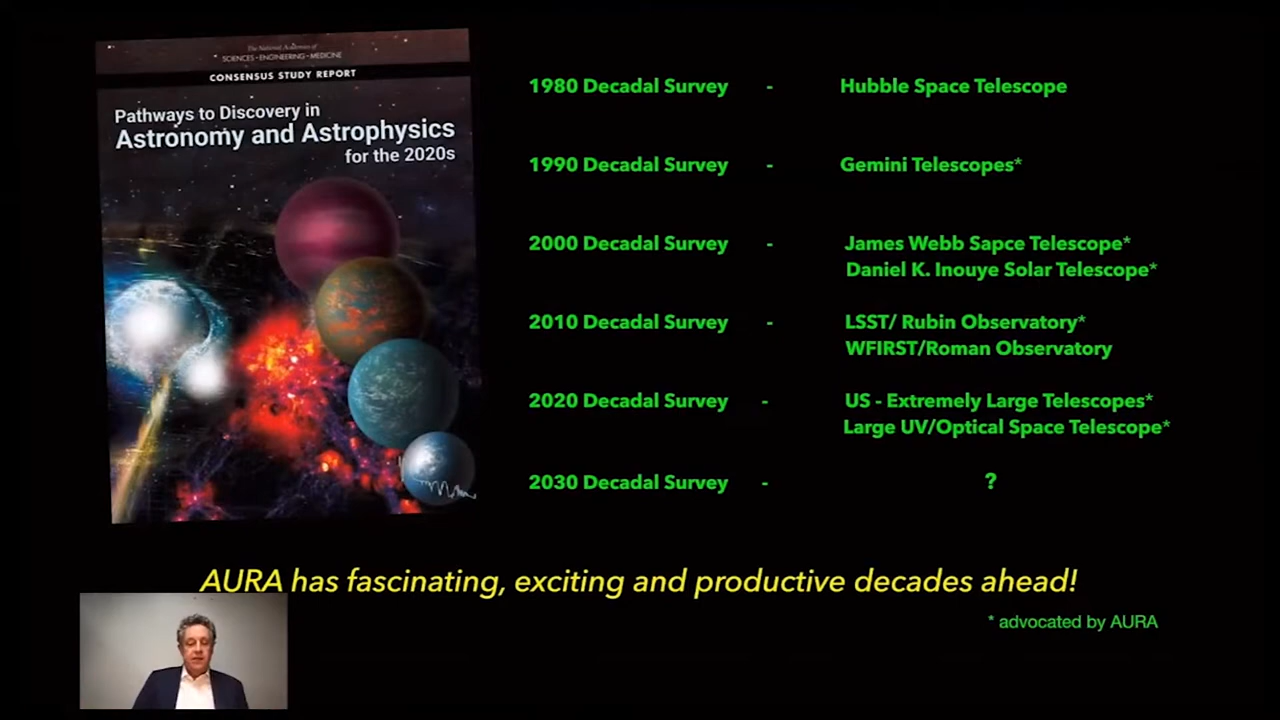 The National Academies of
SCIENCES • ENGINEERING • MEDICINE
CONSENSUS STUDY REPORT
Pathways to Discovery in
Astronomy and Astrophysics
for the 2020s
1980 Decadal Survey - Hubble Space Telescope
1990 Decadal Survey - Gemini Telescopes*
2000 Decadal Survey - James Webb Sapce Telescope*
Daniel K. Inouye Solar Telescope*
2010 Decadal Survey - LSST/ Rubin Observatory*
WFIRST/Roman Observatory
2020 Decadal Survey - US - Extremely Large Telescopes*
Large UV/Optical Space Telescope*
2030 Decadal Survey - ?
AURA has fascinating, exciting and productive decades ahead!
* advocated by AURA